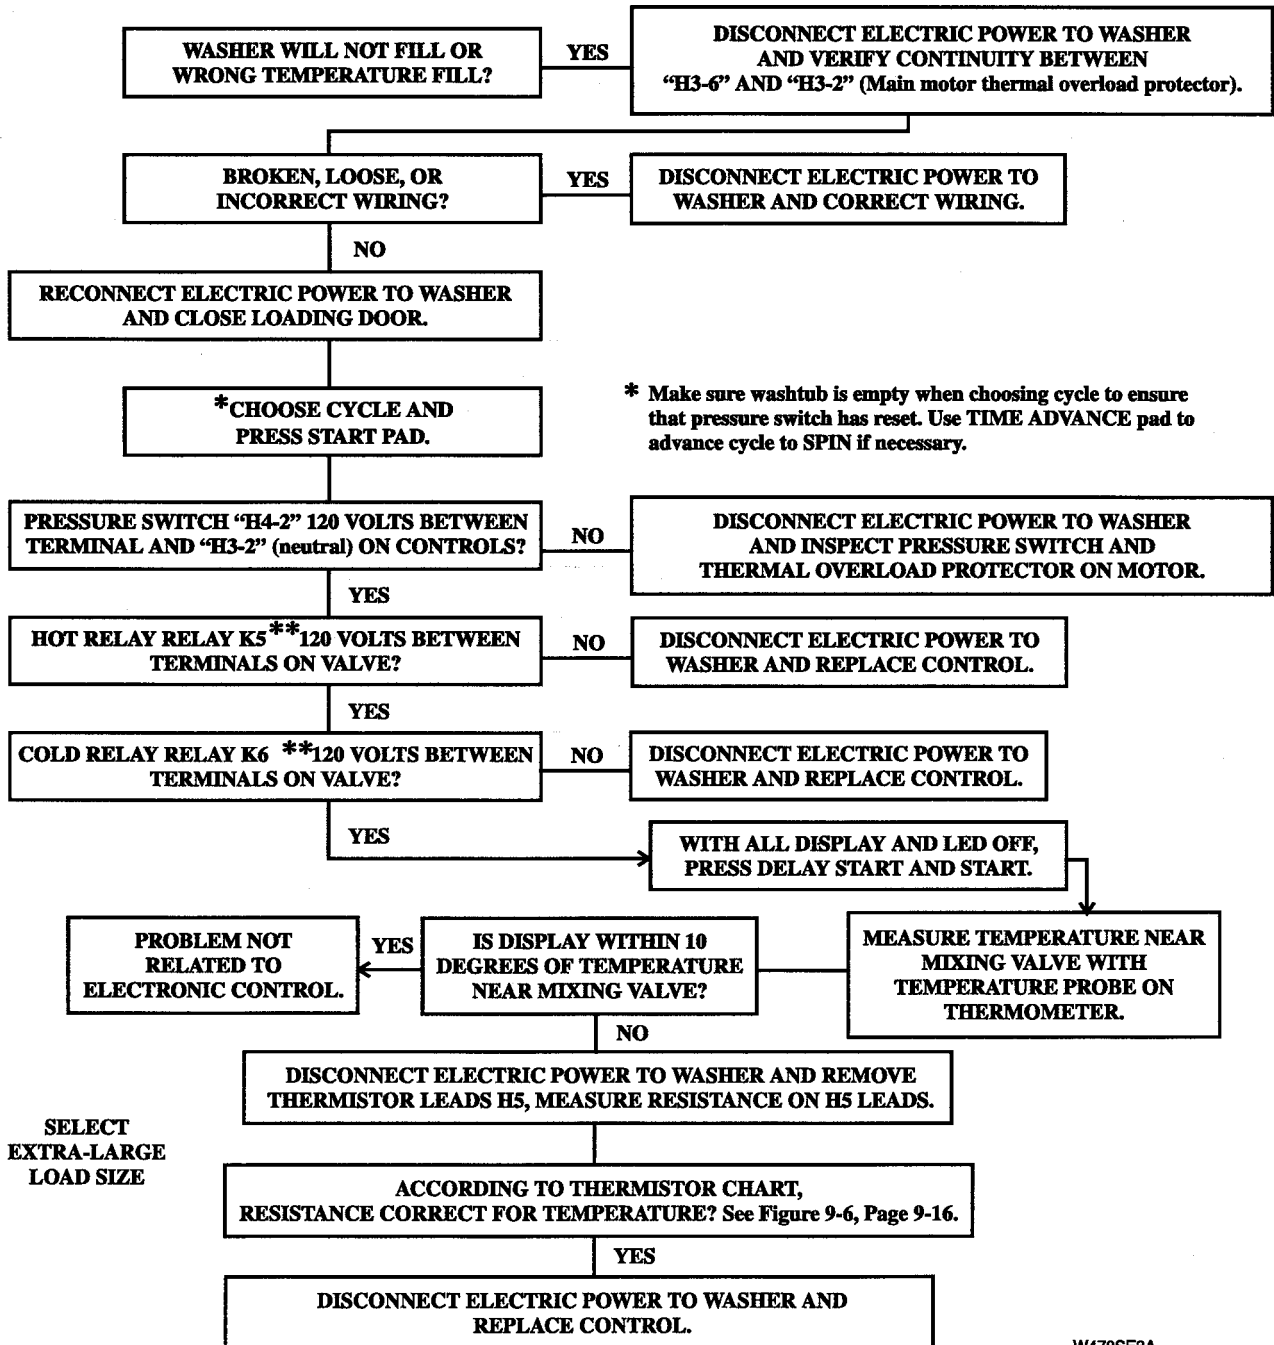 WASHER WILL NOT FILL OR
WRONG TEMPERATURE FILL?
YES
DISCONNECT ELECTRIC POWER TO WASHER
AND VERIFY CONTINUITY BETWEEN
“H3-6” AND “H3-2” (Main motor thermal overload protector).
BROKEN, LOOSE, OR
INCORRECT WIRING?
YES
DISCONNECT ELECTRIC POWER TO
WASHER AND CORRECT WIRING.
NO
RECONNECT ELECTRIC POWER TO WASHER
AND CLOSE LOADING DOOR.
*CHOOSE CYCLE AND
PRESS START PAD.
* Make sure washtub is empty when choosing cycle to ensure
that pressure switch has reset. Use TIME ADVANCE pad to
advance cycle to SPIN if necessary.
PRESSURE SWITCH “H4-2” 120 VOLTS BETWEEN
TERMINAL AND “H3-2” (neutral) ON CONTROLS?
NO
DISCONNECT ELECTRIC POWER TO WASHER
AND INSPECT PRESSURE SWITCH AND
THERMAL OVERLOAD PROTECTOR ON MOTOR.
YES
HOT RELAY RELAY K5**120 VOLTS BETWEEN
TERMINALS ON VALVE?
NO
DISCONNECT ELECTRIC POWER TO
WASHER AND REPLACE CONTROL.
YES
COLD RELAY RELAY K6 **120 VOLTS BETWEEN
TERMINALS ON VALVE?
NO
DISCONNECT ELECTRIC POWER TO
WASHER AND REPLACE CONTROL.
YES
WITH ALL DISPLAY AND LED OFF,
PRESS DELAY START AND START.
MEASURE TEMPERATURE NEAR
MIXING VALVE WITH
TEMPERATURE PROBE ON
THERMOMETER.
IS DISPLAY WITHIN 10
DEGREES OF TEMPERATURE
NEAR MIXING VALVE?
YES
PROBLEM NOT
RELATED TO
ELECTRONIC CONTROL.
NO
DISCONNECT ELECTRIC POWER TO WASHER AND REMOVE
THERMISTOR LEADS H5, MEASURE RESISTANCE ON H5 LEADS.
SELECT
EXTRA-LARGE
LOAD SIZE
ACCORDING TO THERMISTOR CHART,
RESISTANCE CORRECT FOR TEMPERATURE? See Figure 9-6, Page 9-16.
YES
DISCONNECT ELECTRIC POWER TO WASHER AND
REPLACE CONTROL.